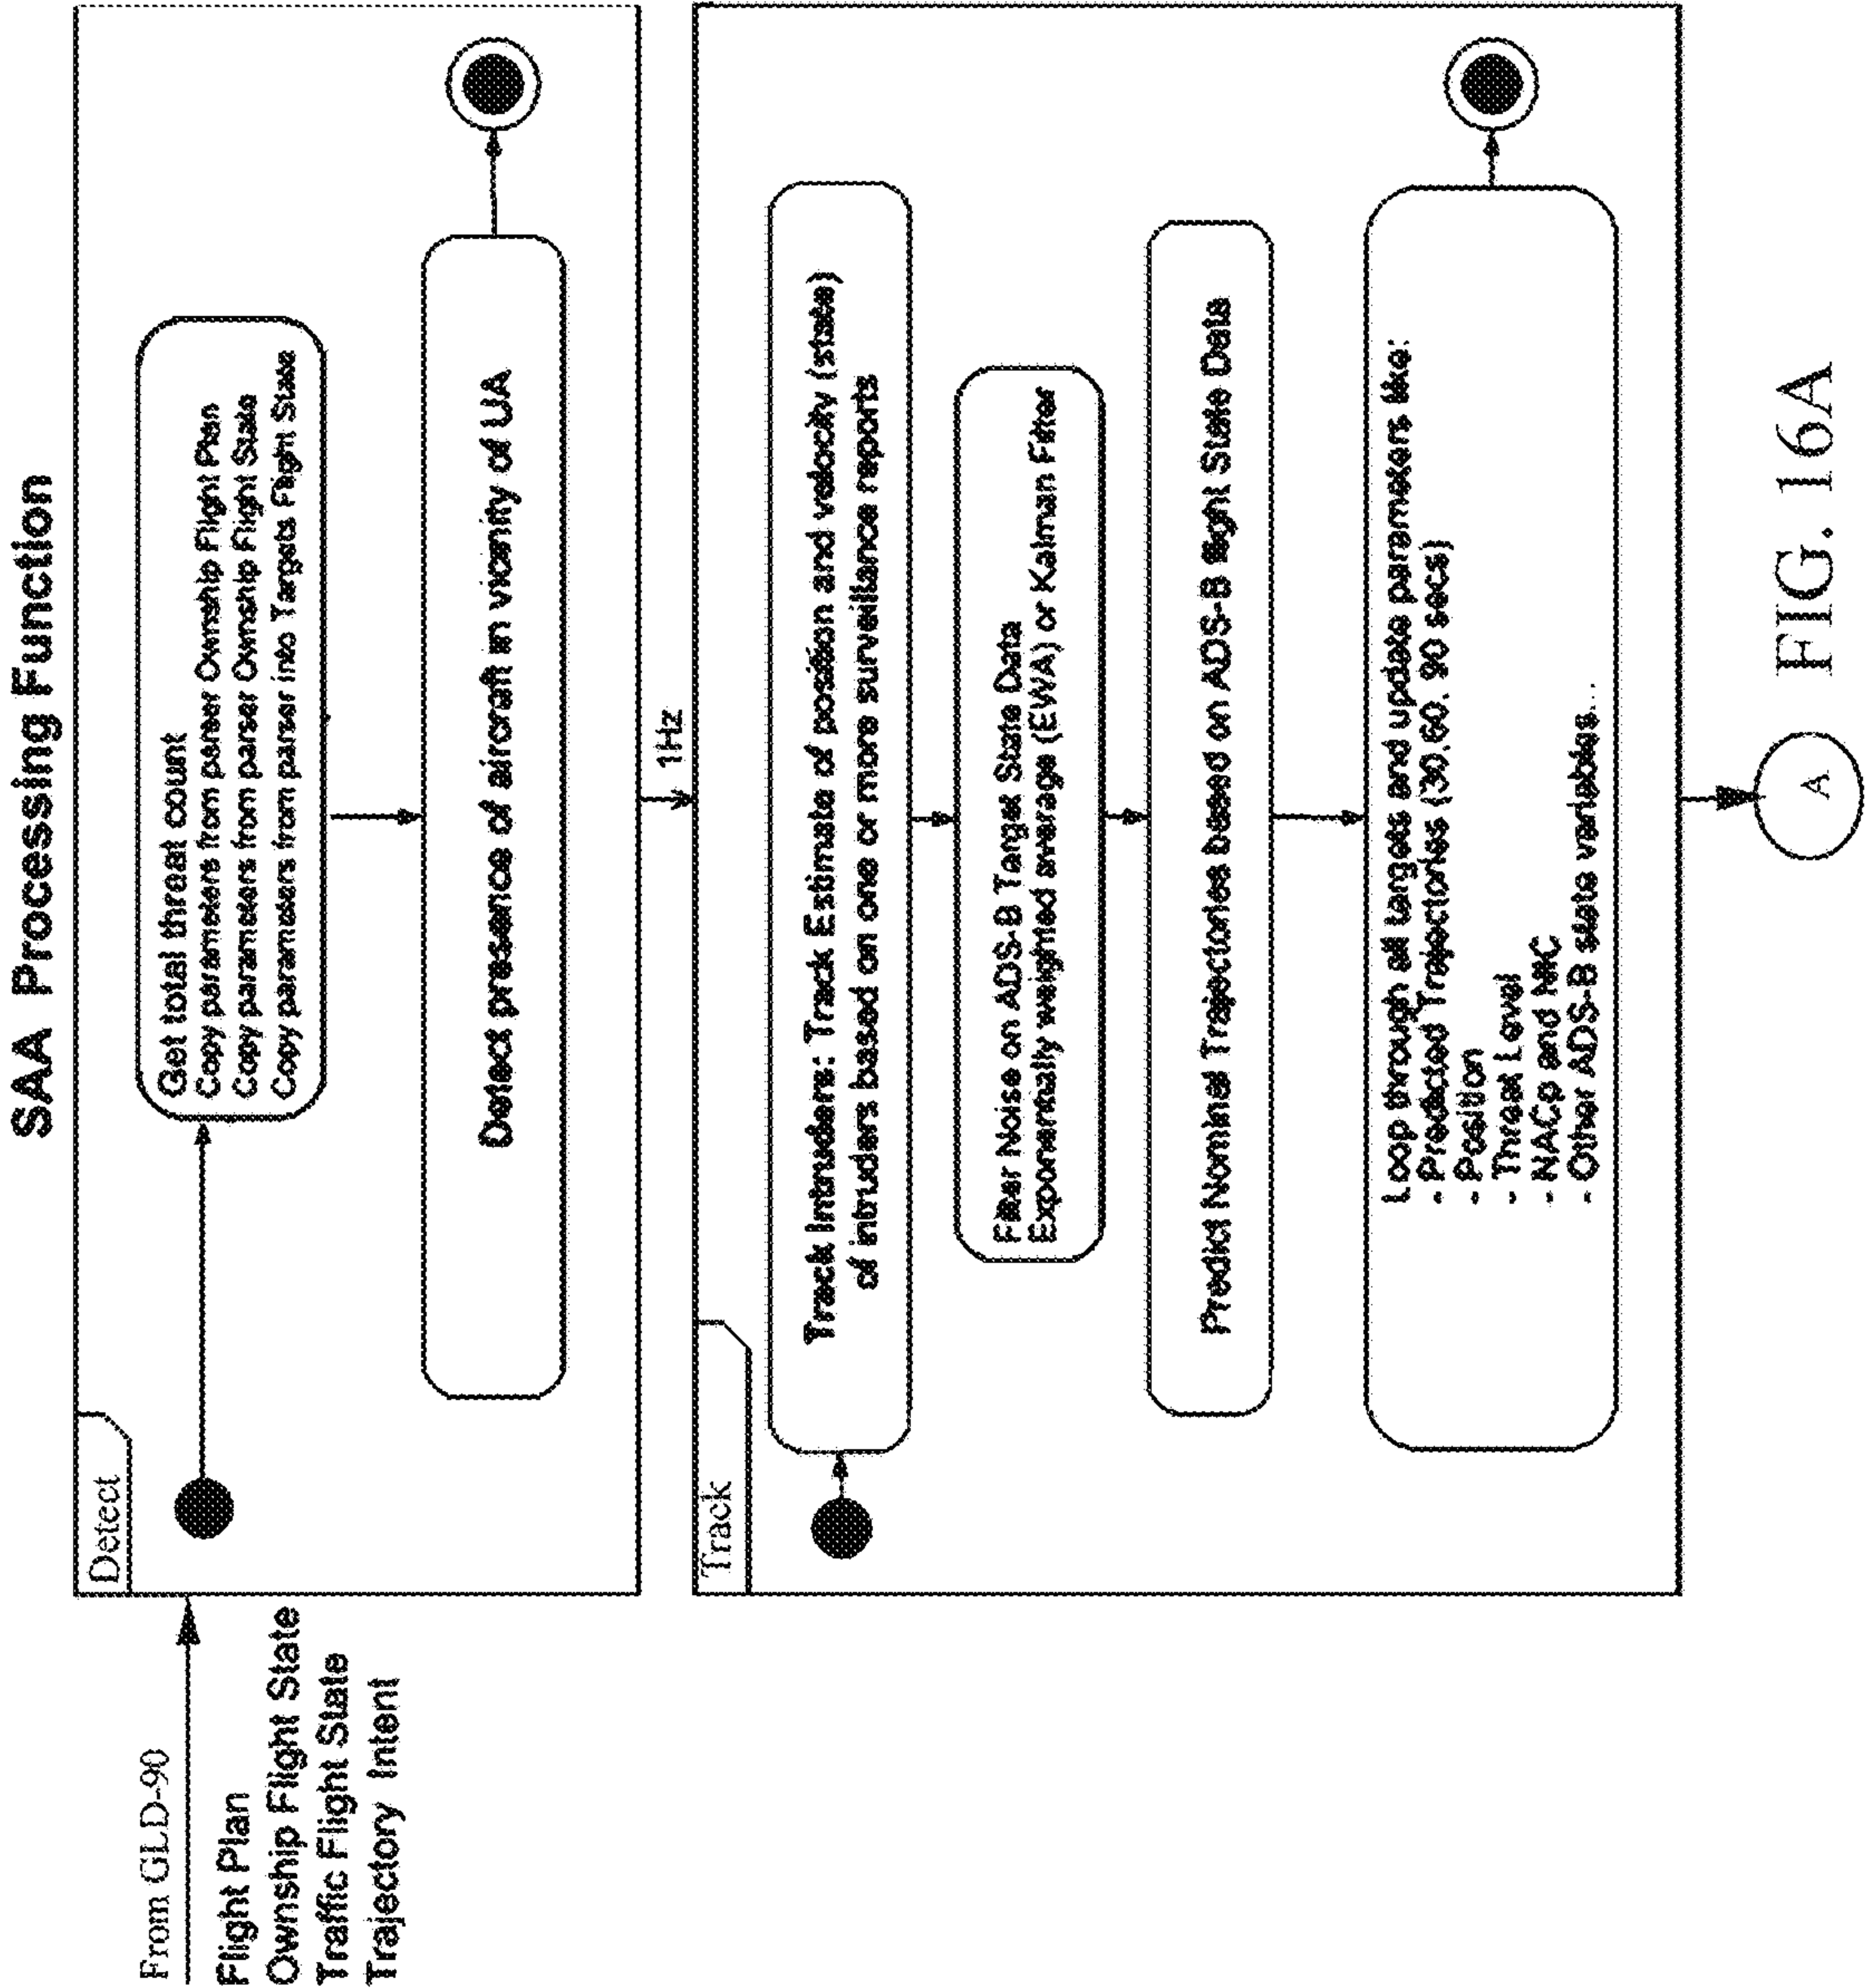 SAA Processing Function
From GLD-90
Flight Plan
Ownship Flight State
Traffic Flight State
Trajectory Intent
Detect
Get total threat count
Copy parameters from parser Ownship Flight Plan
Copy parameters from parser Ownship Flight State
Copy parameters from parser into Targets Flight State
Detect presence of aircraft in vicinity of UA
1Hz
Track
Track Intruders: Track Estimate of position and velocity (state)
of intruders based on one or more surveillance reports
Filter Noise on ADS-B Target State Data
Exponentially weighted average (EWA) or Kalman Filter
Predict Nominal Trajectories based on ADS-B flight State Data
Loop through all targets and update parameters like:
- Predicted Trajectories (30,60, 90 secs)
- Position
- Threat Level
- NACp and NIC
- Other ADS-B state variables...
A
FIG. 16A